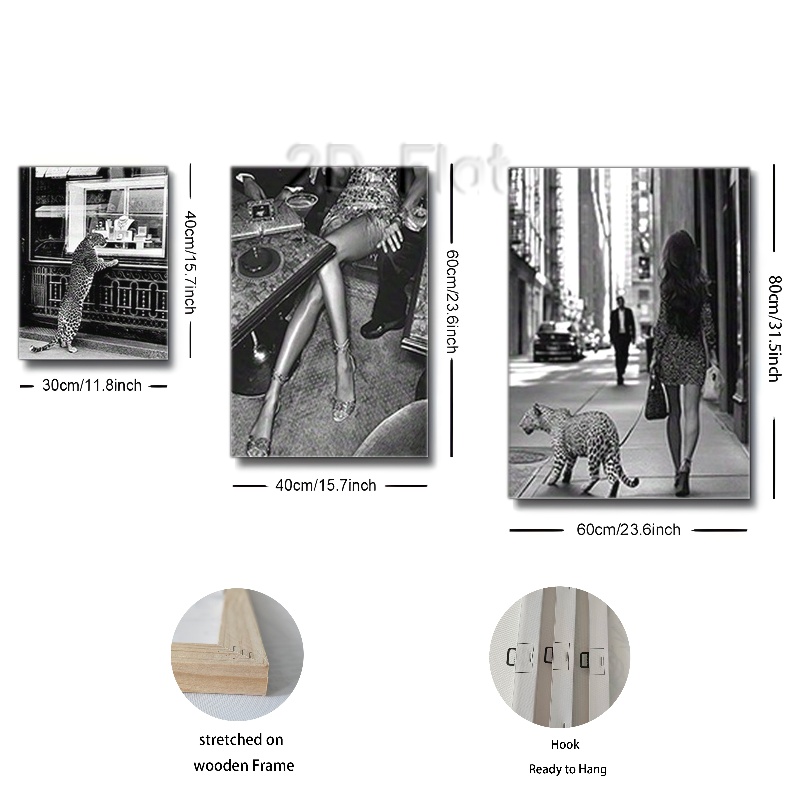 2D Flat
40cm/15.7inch
30cm/11.8inch
60cm/23.6inch
40cm/15.7inch
80cm/31.5inch
60cm/23.6inch
stretched on
wooden Frame
Hook
Ready to Hang